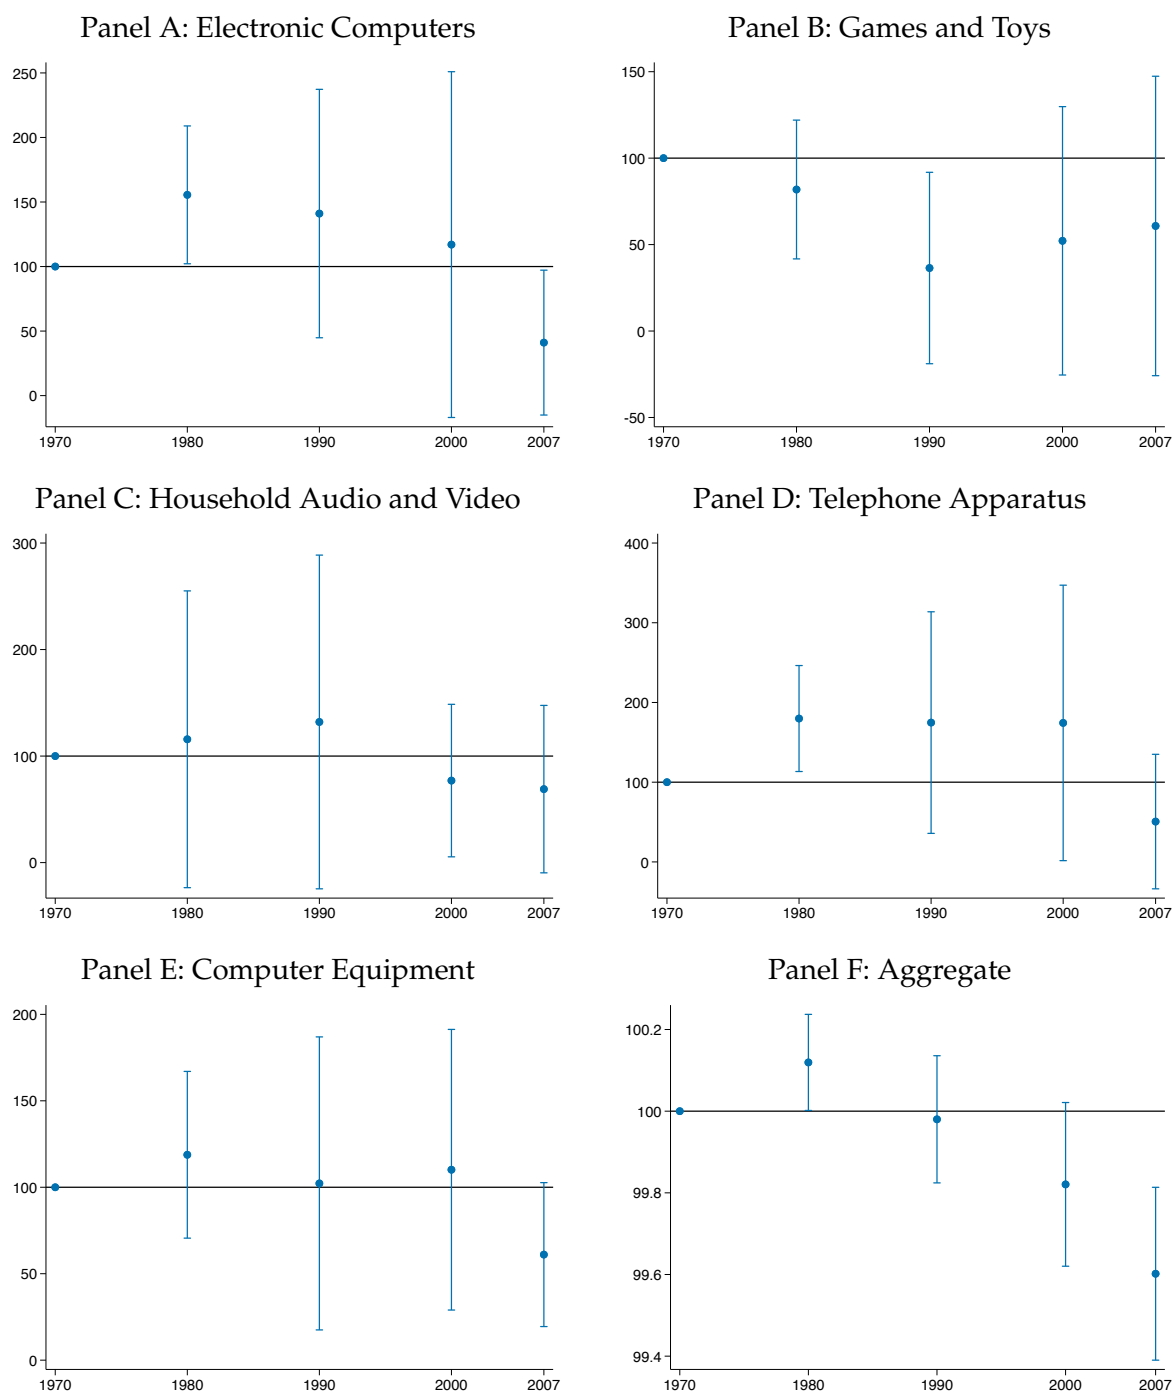 Panel A: Electronic Computers
250
200
150
100
50
0
1970 1980 1990 2000 2007
Panel B: Games and Toys
150
100
50
0
-50
1970 1980 1990 2000 2007
Panel C: Household Audio and Video
300
200
100
0
1970 1980 1990 2000 2007
Panel D: Telephone Apparatus
400
300
200
100
0
1970 1980 1990 2000 2007
Panel E: Computer Equipment
200
150
100
50
0
1970 1980 1990 2000 2007
Panel F: Aggregate
100.2
100
99.8
99.6
99.4
1970 1980 1990 2000 2007